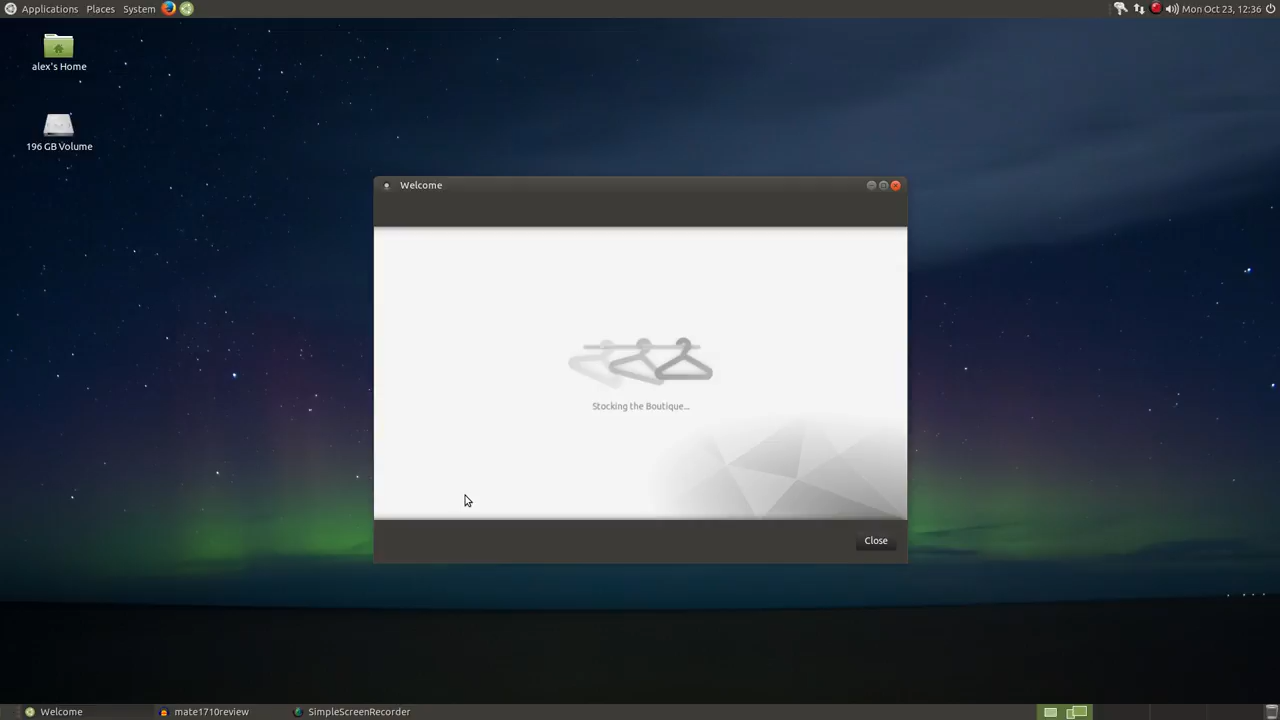 Applications Places System Mon Oct 23, 12:36
alex's Home
196 GB Volume
Welcome
Stocking the Boutique...
Close
Welcome mate1710review SimpleScreenRecorder